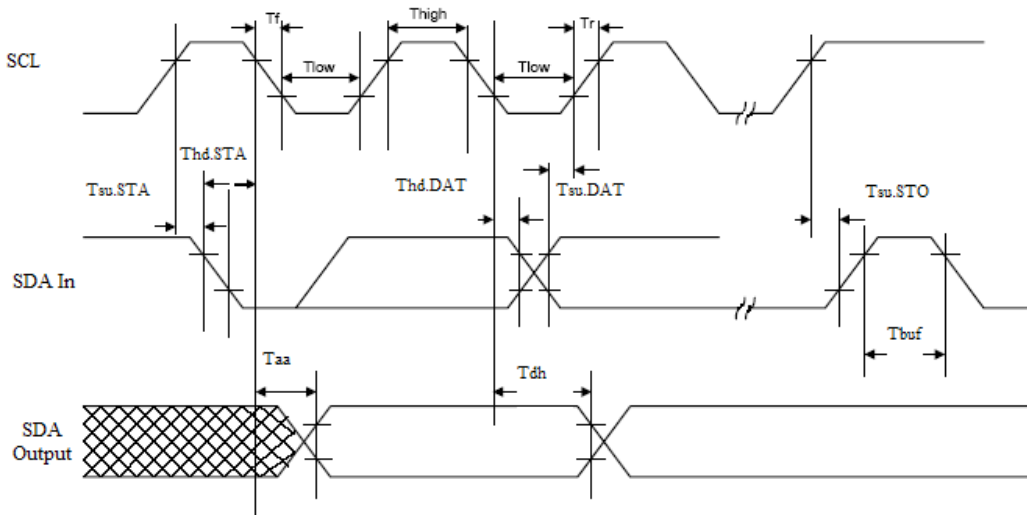 Tf
Thigh
Tr
SCL
Tlow
Tlow
Thd.STA
Tsu.STA
Thd.DAT
Tsu.DAT
Tsu.STO
SDA In
Tbuf
Taa
Tdh
SDA
Output